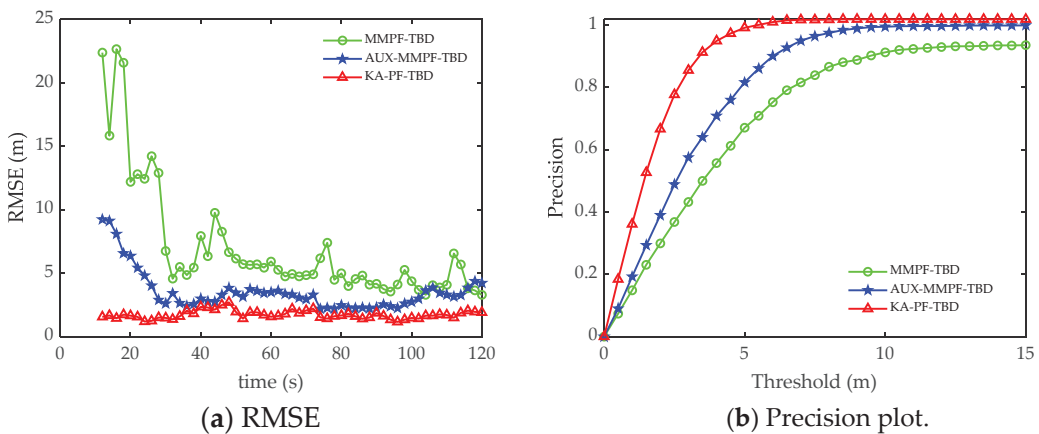 25
20
15
10
5
0
0
20
40
60
80
100
120
RMSE (m)
time (s)
MMPF-TBD
AUX-MMPF-TBD
KA-PF-TBD
(a) RMSE
1
0.8
0.6
0.4
0.2
0
0
5
10
15
Precision
Threshold (m)
MMPF-TBD
AUX-MMPF-TBD
KA-PF-TBD
(b) Precision plot.